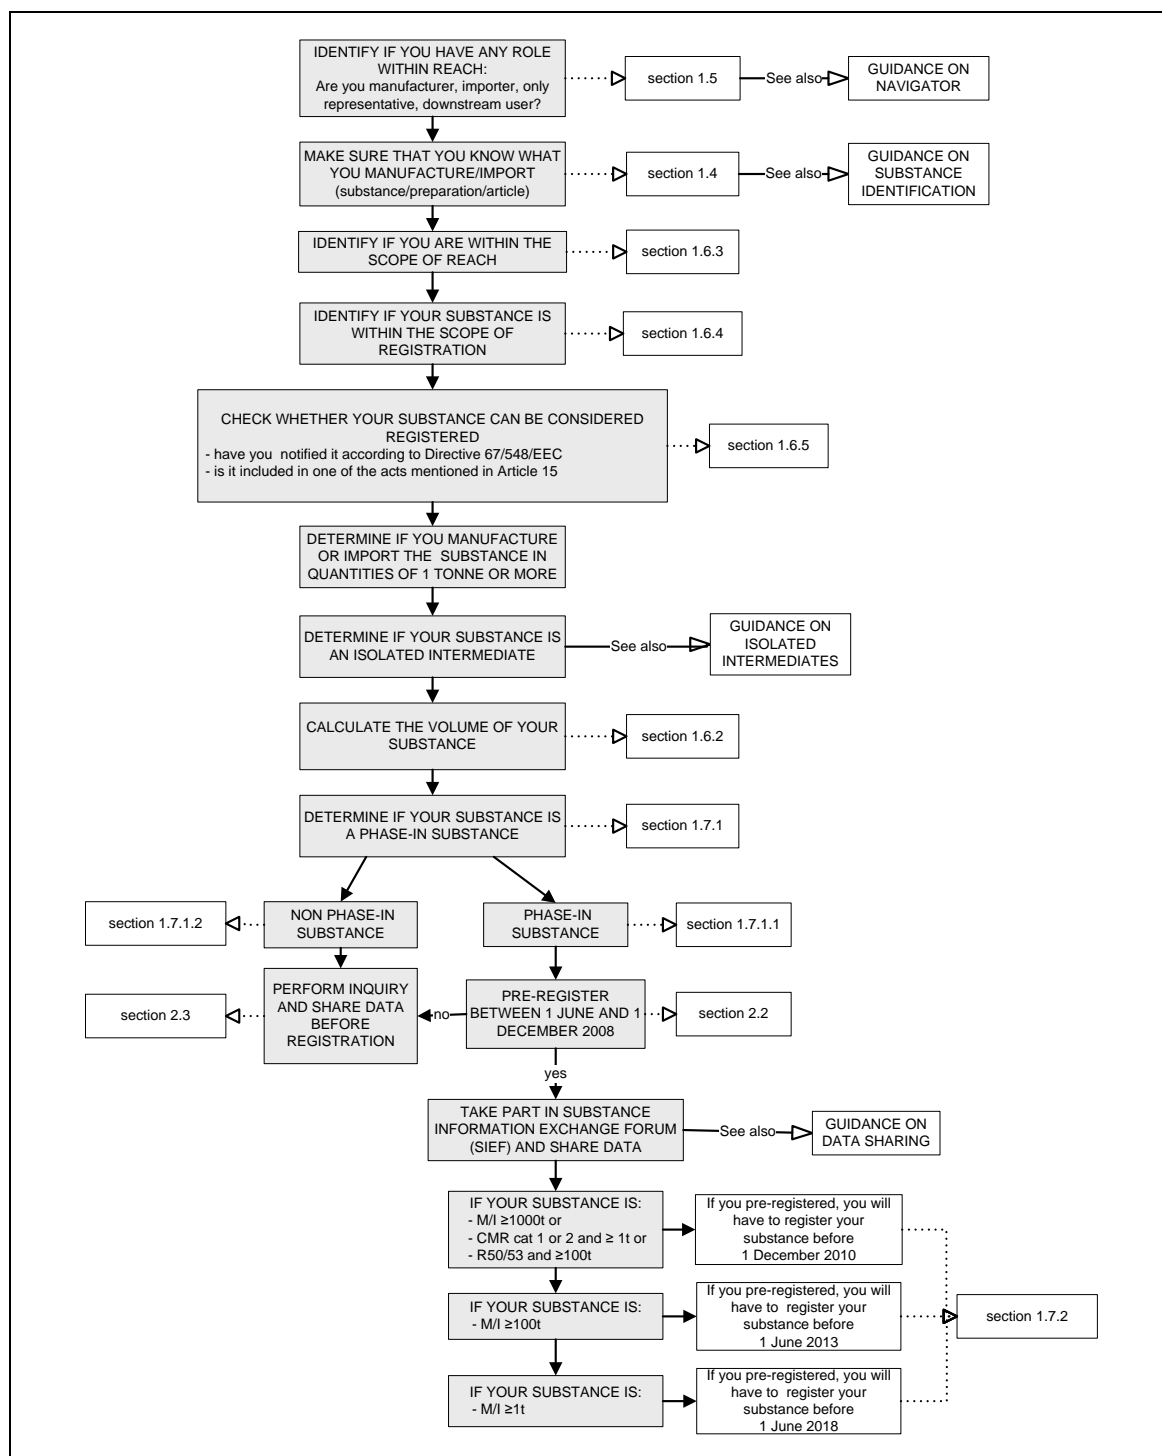 IDENTIFY IF YOU HAVE ANY ROLE
WITHIN REACH:
Are you manufacturer, importer, only
representative, downstream user?
section 1.5
See also
GUIDANCE ON
NAVIGATOR
MAKE SURE THAT YOU KNOW WHAT
YOU MANUFACTURE/IMPORT
(substance/preparation/article)
section 1.4
See also
GUIDANCE ON
SUBSTANCE
IDENTIFICATION
IDENTIFY IF YOU ARE WITHIN THE
SCOPE OF REACH
section 1.6.3
IDENTIFY IF YOUR SUBSTANCE IS
WITHIN THE SCOPE OF
REGISTRATION
section 1.6.4
CHECK WHETHER YOUR SUBSTANCE CAN BE CONSIDERED
REGISTERED
- have you notified it according to Directive 67/548/EEC
- is it included in one of the acts mentioned in Article 15
section 1.6.5
DETERMINE IF YOU MANUFACTURE
OR IMPORT THE SUBSTANCE IN
QUANTITIES OF 1 TONNE OR MORE
DETERMINE IF YOUR SUBSTANCE IS
AN ISOLATED INTERMEDIATE
See also
GUIDANCE ON
ISOLATED
INTERMEDIATES
CALCULATE THE VOLUME OF YOUR
SUBSTANCE
section 1.6.2
DETERMINE IF YOUR SUBSTANCE IS
A PHASE-IN SUBSTANCE
section 1.7.1
section 1.7.1.2
NON PHASE-IN
SUBSTANCE
PHASE-IN
SUBSTANCE
section 1.7.1.1
section 2.3
PERFORM INQUIRY
AND SHARE DATA
BEFORE
REGISTRATION
no
PRE-REGISTER
BETWEEN 1 JUNE AND 1
DECEMBER 2008
section 2.2
yes
TAKE PART IN SUBSTANCE
INFORMATION EXCHANGE FORUM
(SIEF) AND SHARE DATA
See also
GUIDANCE ON
DATA SHARING
IF YOUR SUBSTANCE IS:
- M/I ≥1000t or
- CMR cat 1 or 2 and ≥ 1t or
- R50/53 and ≥100t
If you pre-registered, you will
have to register your
substance before
1 December 2010
IF YOUR SUBSTANCE IS:
- M/I ≥100t
If you pre-registered, you will
have to register your
substance before
1 June 2013
section 1.7.2
IF YOUR SUBSTANCE IS:
- M/I ≥1t
If you pre-registered, you will
have to register your
substance before
1 June 2018